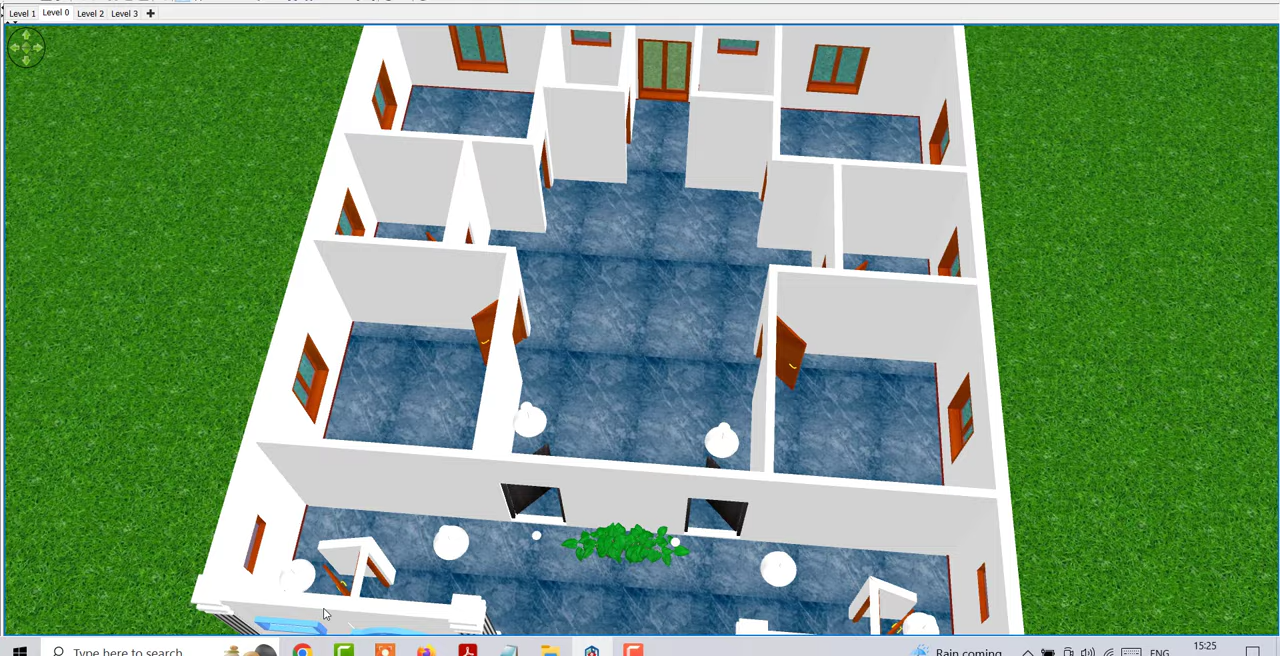 Level 1 Level 0 Level 2 Level 3
Type here to search
Rain coming
ENG
15:25